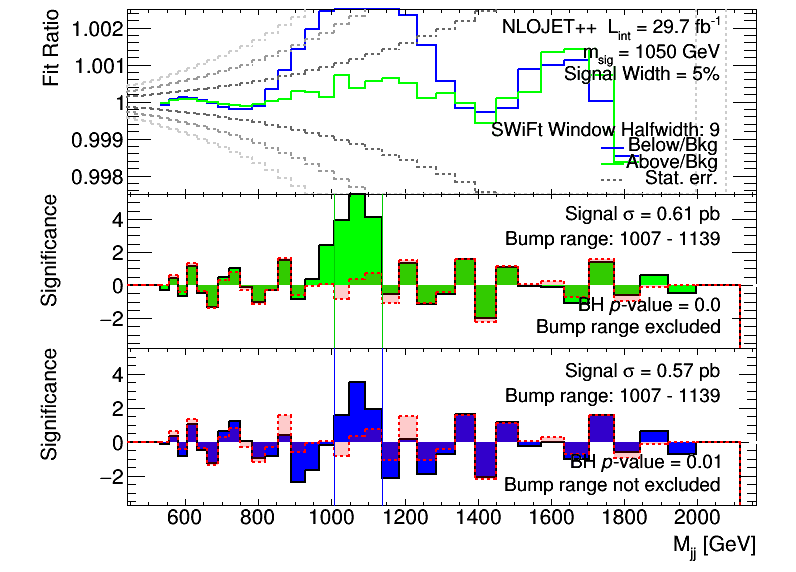 Fit Ratio
1.002
1.001
1
0.999
0.998
NLOJET++ L_int = 29.7 fb^-1
m_sig = 1050 GeV
Signal Width = 5%
SWiFt Window Halfwidth: 9
Below/Bkg
Above/Bkg
Stat. err.
Significance
4
2
0
−2
Signal σ = 0.61 pb
Bump range: 1007 - 1139
BH p-value = 0.0
Bump range excluded
Significance
4
2
0
−2
Signal σ = 0.57 pb
Bump range: 1007 - 1139
BH p-value = 0.01
Bump range not excluded
600 800 1000 1200 1400 1600 1800 2000
M_jj [GeV]